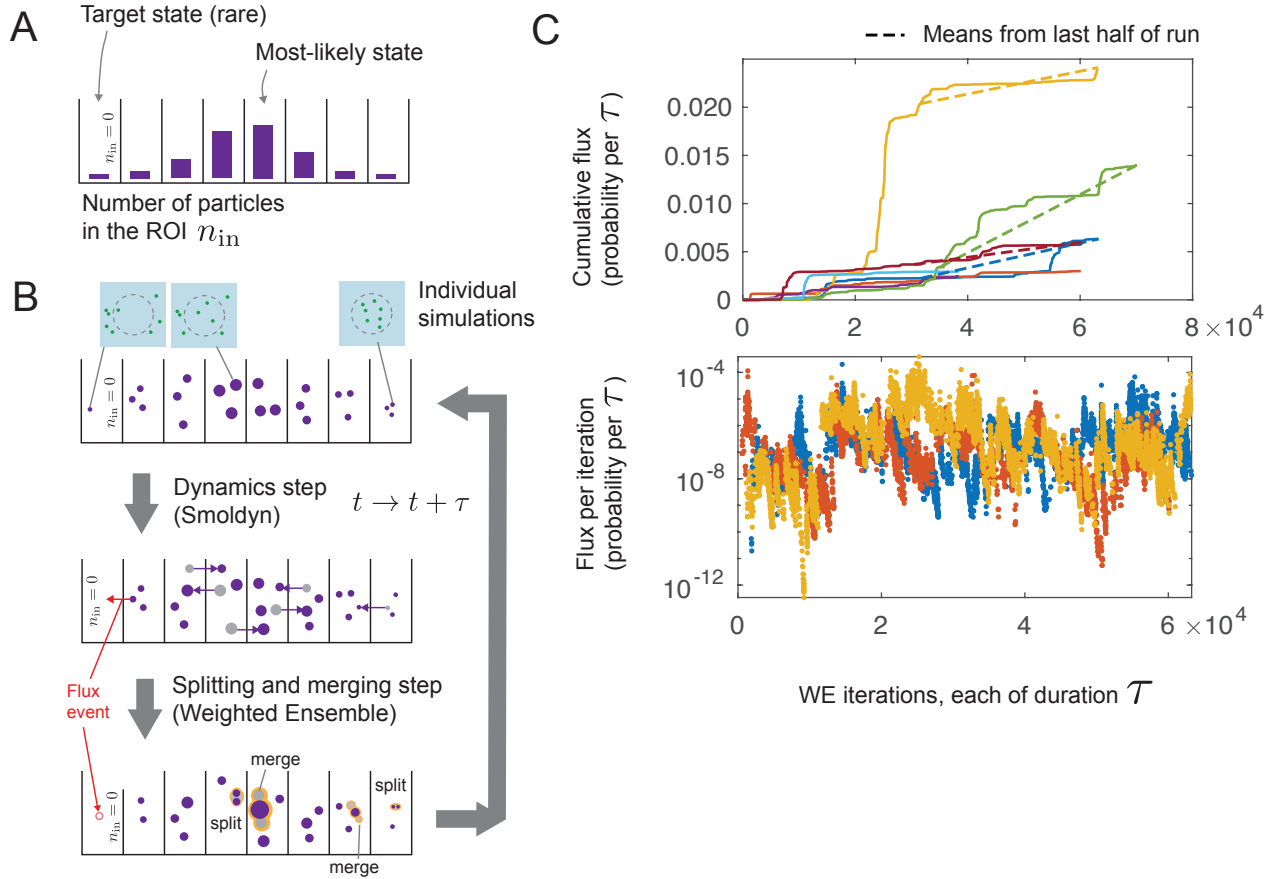 A
Target state (rare)
Most-likely state
n_in = 0
Number of particles
in the ROI n_in
B
Individual
simulations
n_in = 0
Dynamics step
(Smoldyn)
t → t + τ
n_in = 0
Flux
event
Splitting and merging step
(Weighted Ensemble)
n_in = 0
merge
split
split
merge
C
Means from last half of run
Cumulative flux
(probability per τ)
0.020
0.015
0.010
0.005
0
0 2 4 6 8 × 10^4
Flux per iteration
(probability per τ)
10^-4
10^-8
10^-12
0 2 4 6 × 10^4
WE iterations, each of duration τ